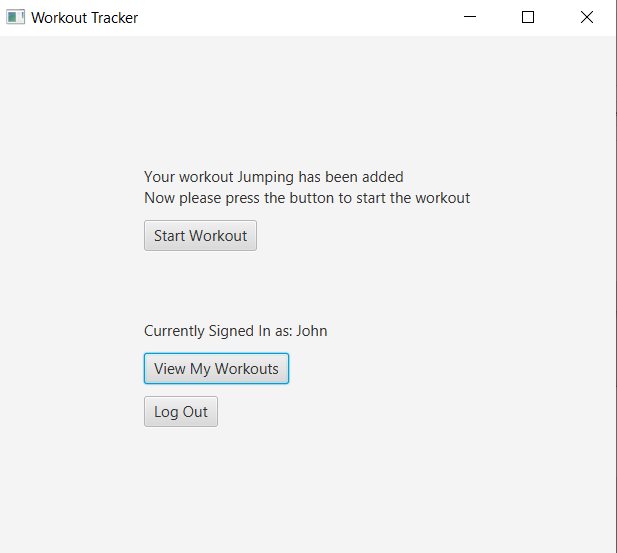 Workout Tracker
Your workout Jumping has been added
Now please press the button to start the workout
Start Workout
Currently Signed In as: John
View My Workouts
Log Out